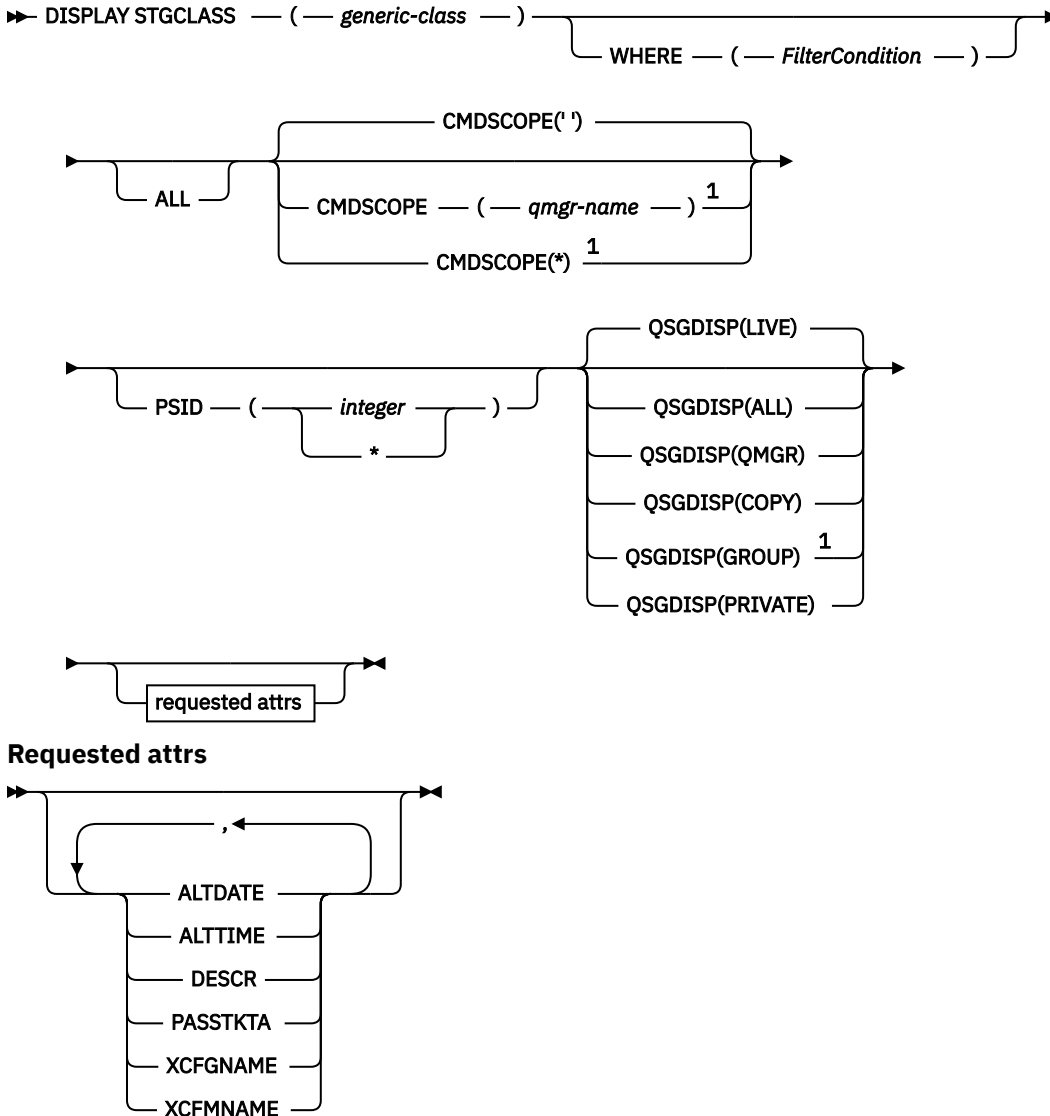 DISPLAY STGCLASS ( generic-class )
WHERE ( FilterCondition )
CMDSCOPE(' ')
ALL
CMDSCOPE ( qmgr-name ) 1
CMDSCOPE(*) 1
QSGDISP(LIVE)
PSID ( integer )
*
QSGDISP(ALL)
QSGDISP(QMGR)
QSGDISP(COPY)
QSGDISP(GROUP) 1
QSGDISP(PRIVATE)
requested attrs
Requested attrs
,
ALTDATE
ALTTIME
DESCR
PASSTKTA
XCFGNAME
XCFMNAME